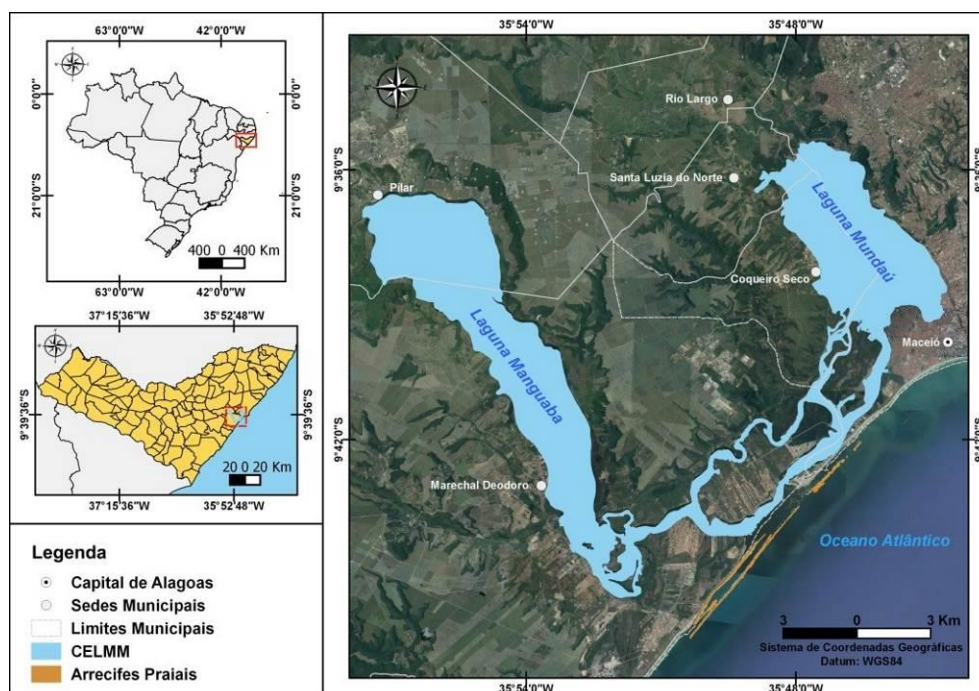 63°0'0"W 42°0'0"W
0°0'0"
0°0'0"
21°0'0"S
21°0'0"S
400 0 400 Km
63°0'0"W 42°0'0"W
37°15'36"W 35°52'48"W
9°39'36"S
9°39'36"S
20 0 20 Km
37°15'36"W 35°52'48"W
Legenda
Capital de Alagoas
Sedes Municipais
Limites Municipais
CELMM
Arrecifes Praiais
35°54'0"W 35°48'0"W
9°36'0"S
Rio Largo
Santa Luzia do Norte
Pilar
Laguna Mundaú
Coqueiro Seco
Maceió
Laguna Manguaba
9°42'0"S
Marechal Deodoro
Oceano Atlântico
3 0 3 Km
Sistema de Coordenadas Geográficas
Datum: WGS84
35°54'0"W 35°48'0"W